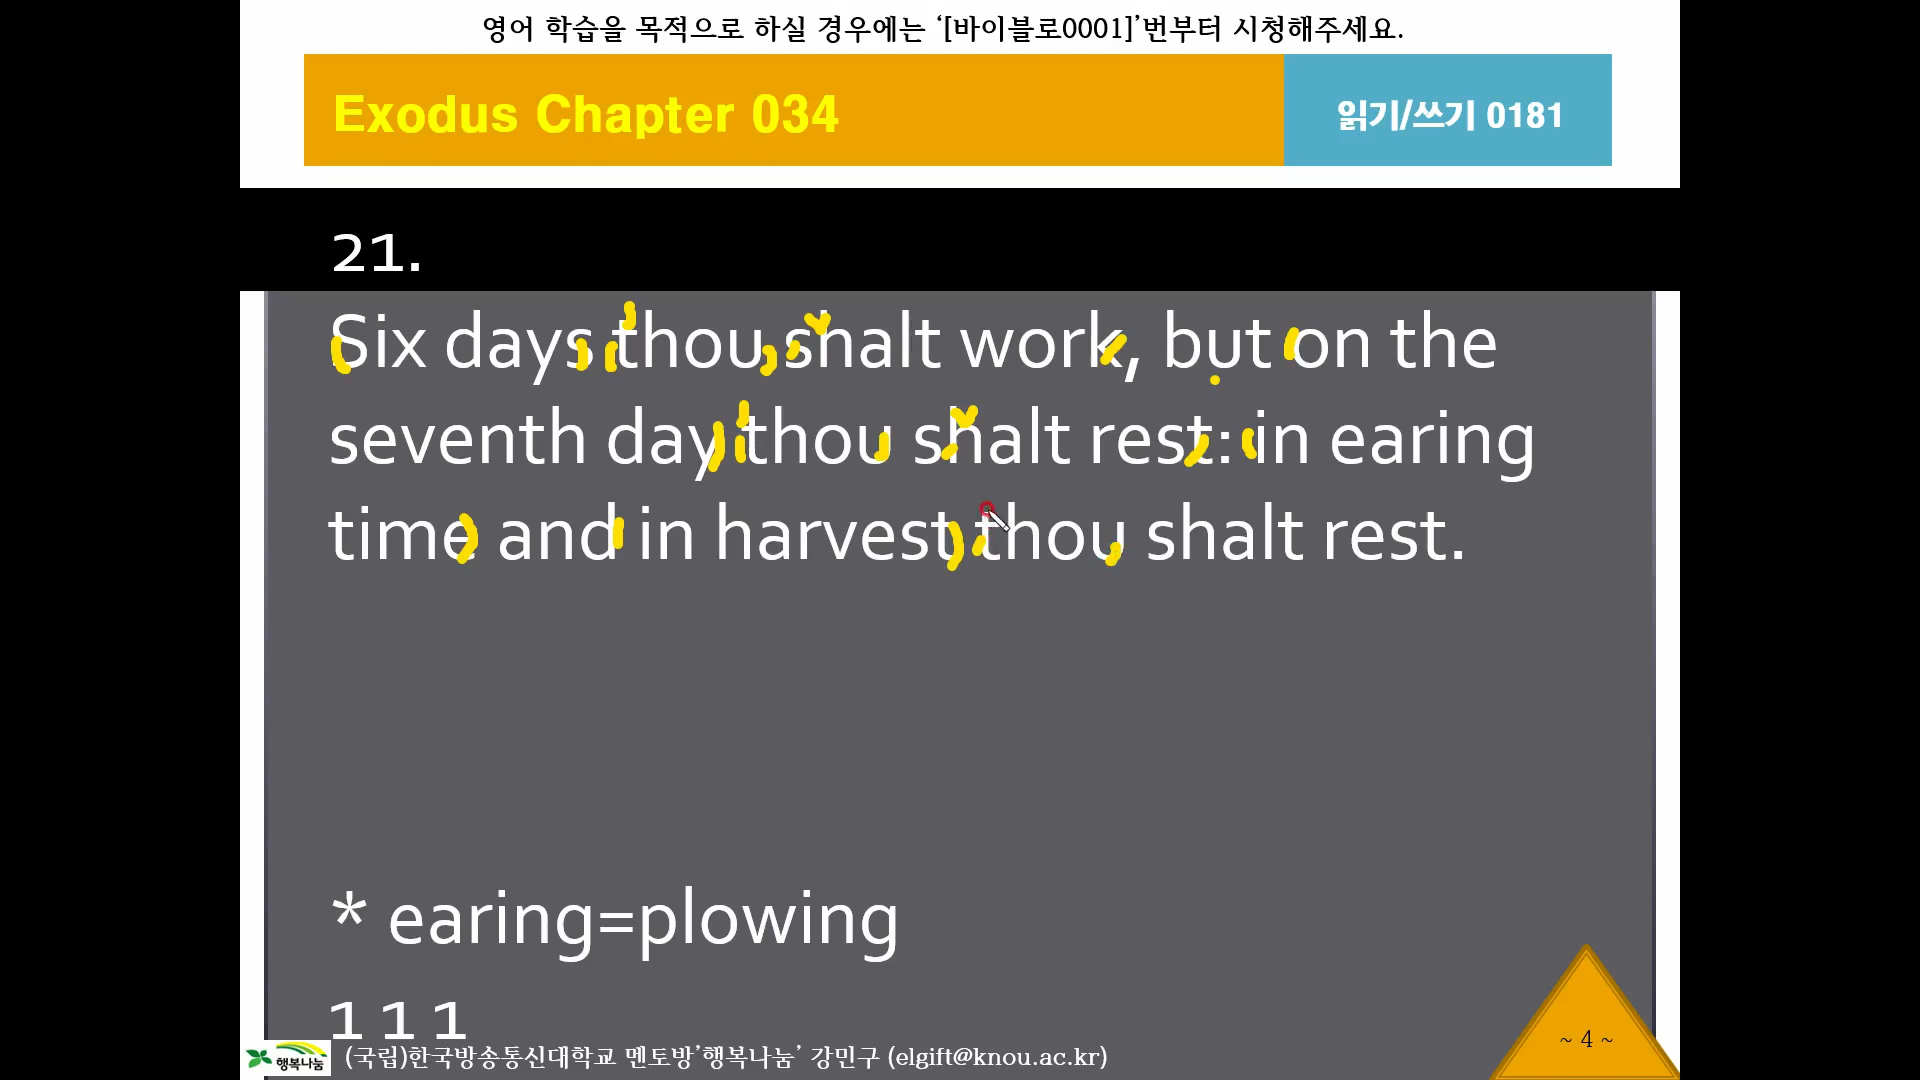 영어 학습을 목적으로 하실 경우에는 ‘[바이블로0001]’번부터 시청해주세요.
Exodus Chapter 034
읽기/쓰기 0181
21.
Six days thou shalt work, but on the
seventh day thou shalt rest: in earing
time and in harvest thou shalt rest.
* earing=plowing
1 1 1
행복나눔
(국립)한국방송통신대학교 멘토방’행복나눔’ 강민구 (elgift@knou.ac.kr)
~ 4 ~